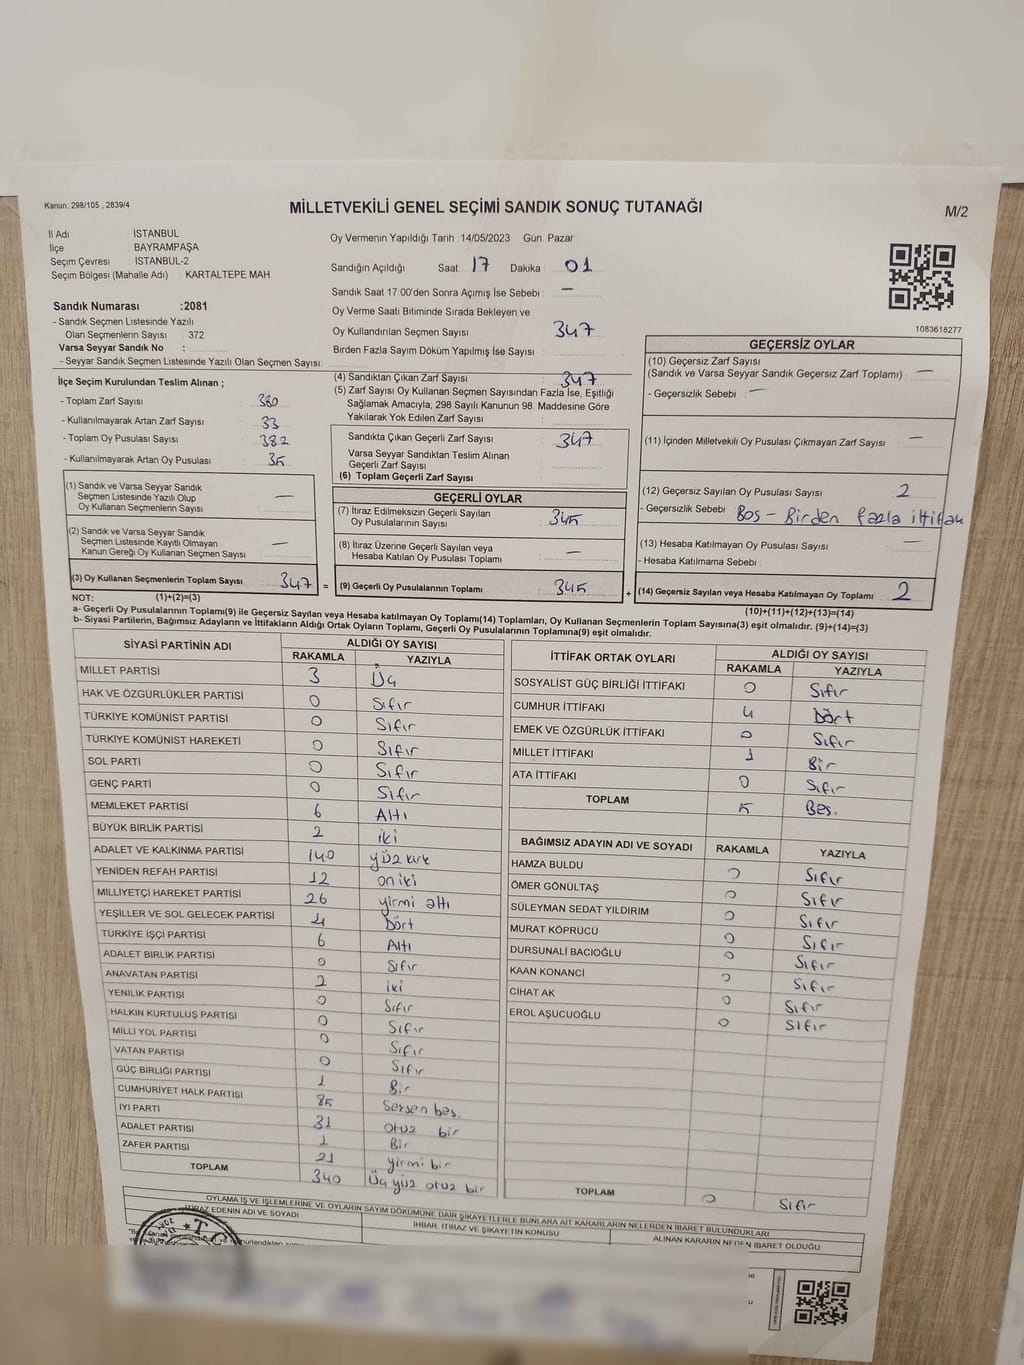 Kanun: 298/105 , 2839/4
MİLLETVEKİLİ GENEL SEÇİMİ SANDIK SONUÇ TUTANAĞI
M/2
İl Adı : İSTANBUL
İlçe : BAYRAMPAŞA
Seçim Çevresi : İSTANBUL-2
Seçim Bölgesi (Mahalle Adı) : KARTALTEPE MAH.
Sandık Numarası :2081
- Sandık Seçmen Listesinde Yazılı
Olan Seçmenlerin Sayısı : 372
Varsa Seyyar Sandık No :
- Seyyar Sandık Seçmen Listesinde Yazılı Olan Seçmen Sayısı:
Oy Vermenin Yapıldığı Tarih :14/05/2023 Gün: Pazar
Sandığın Açıldığı Saat 17 Dakika : 01
Sandık Saat 17:00'den Sonra Açımış İse Sebebi : —
Oy Verme Saati Bitiminde Sırada Bekleyen ve
Oy Kullandırılan Seçmen Sayısı 347
Birden Fazla Sayım Döküm Yapılmış İse Sayısı
1083618277
İlçe Seçim Kurulundan Teslim Alınan ;
- Toplam Zarf Sayısı : 380
- Kullanılmayarak Artan Zarf Sayısı : 33
- Toplam Oy Pusulası Sayısı : 382
- Kullanılmayarak Artan Oy Pusulası : 35
(1) Sandık ve Varsa Seyyar Sandık
Seçmen Listesinde Yazılı Olup
Oy Kullanan Seçmenlerin Sayısı : —
(2) Sandık ve Varsa Seyyar Sandık
Seçmen Listesinde Kayıtlı Olmayan
Kanun Gereği Oy Kullanan Seçmen Sayısı : —
(3) Oy Kullanan Seçmenlerin Toplam Sayısı : 347 =
(4) Sandıktan Çıkan Zarf Sayısı : 347
(5) Zarf Sayısı Oy Kullanan Seçmen Sayısından Fazla İse, Eşitliği
Sağlamak Amacıyla; 298 Sayılı Kanunun 98. Maddesine Göre
Yakılarak Yok Edilen Zarf Sayısı :
Sandıkta Çıkan Geçerli Zarf Sayısı : 347
Varsa Seyyar Sandıktan Teslim Alınan
Geçerli Zarf Sayısı :
(6) Toplam Geçerli Zarf Sayısı :
GEÇERLİ OYLAR
(7) İtiraz Edilmeksizin Geçerli Sayılan
Oy Pusulalarının Sayısı : 345
(8) İtiraz Üzerine Geçerli Sayılan veya
Hesaba Katılan Oy Pusulası Toplamı : —
(9) Geçerli Oy Pusulalarının Toplamı : 345 +
GEÇERSİZ OYLAR
(10) Geçersiz Zarf Sayısı
(Sandık ve Varsa Seyyar Sandık Geçersiz Zarf Toplamı) : —
- Geçersizlik Sebebi : —
(11) İçinden Milletvekili Oy Pusulası Çıkmayan Zarf Sayısı : —
(12) Geçersiz Sayılan Oy Pusulası Sayısı : 2
- Geçersizlik Sebebi : Boş - Birden fazla ittifak
(13) Hesaba Katılmayan Oy Pusulası Sayısı : —
- Hesaba Katılmama Sebebi :
(14) Geçersiz Sayılan veya Hesaba Katılmayan Oy Toplamı : 2
NOT: (1)+(2)=(3)
(10)+(11)+(12)+(13)=(14)
a- Geçerli Oy Pusulalarının Toplamı(9) ile Geçersiz Sayılan veya Hesaba katılmayan Oy Toplamı(14) Toplamları, Oy Kullanan Seçmenlerin Toplam Sayısına(3) eşit olmalıdır. (9)+(14)=(3)
b- Siyasi Partilerin, Bağımsız Adayların ve İttifakların Aldığı Ortak Oyların Toplamı, Geçerli Oy Pusulalarının Toplamına(9) eşit olmalıdır.
SİYASİ PARTİNİN ADI
ALDIĞI OY SAYISI
RAKAMLA YAZIYLA
MİLLET PARTİSİ 3 Üç
HAK VE ÖZGÜRLÜKLER PARTİSİ 0 Sıfır
TÜRKİYE KOMÜNİST PARTİSİ 0 Sıfır
TÜRKİYE KOMÜNİST HAREKETİ 0 Sıfır
SOL PARTİ 0 Sıfır
GENÇ PARTİ 0 Sıfır
MEMLEKET PARTİSİ 6 Altı
BÜYÜK BİRLİK PARTİSİ 2 iki
ADALET VE KALKINMA PARTİSİ 140 yüz kırk
YENİDEN REFAH PARTİSİ 12 on iki
MİLLİYETÇİ HAREKET PARTİSİ 26 yirmi altı
YEŞİLLER VE SOL GELECEK PARTİSİ 4 Dört
TÜRKİYE İŞÇİ PARTİSİ 6 Altı
ADALET BİRLİK PARTİSİ 0 Sıfır
ANAVATAN PARTİSİ 2 iki
YENİLİK PARTİSİ 0 Sıfır
HALKIN KURTULUŞ PARTİSİ 0 Sıfır
MİLLİ YOL PARTİSİ 0 Sıfır
VATAN PARTİSİ 0 Sıfır
GÜÇ BİRLİĞİ PARTİSİ 1 Bir
CUMHURİYET HALK PARTİSİ 85 Seksen beş.
İYİ PARTİ 31 otuz bir
ADALET PARTİSİ 1 Bir
ZAFER PARTİSİ 21 yirmi bir
TOPLAM 340 Üç yüz otuz bir
İTTİFAK ORTAK OYLARI
ALDIĞI OY SAYISI
RAKAMLA YAZIYLA
SOSYALİST GÜÇ BİRLİĞİ İTTİFAKI 0 Sıfır
CUMHUR İTTİFAKI 4 Dört
EMEK VE ÖZGÜRLÜK İTTİFAKI 0 Sıfır
MİLLET İTTİFAKI 1 Bir
ATA İTTİFAKI 0 Sıfır
TOPLAM 5 Beş.
BAĞIMSIZ ADAYIN ADI VE SOYADI RAKAMLA YAZIYLA
HAMZA BULDU 0 Sıfır
ÖMER GÖNÜLTAŞ 0 Sıfır
SÜLEYMAN SEDAT YILDIRIM 0 Sıfır
MURAT KÖPRÜCÜ 0 Sıfır
DURSUNALİ BACIOĞLU 0 Sıfır
KAAN KONANCİ 0 Sıfır
CİHAT AK 0 Sıfır
EROL AŞUCUOĞLU 0 Sıfır
TOPLAM 0 Sıfır
OYLAMA İŞ VE İŞLEMLERİNE VE OYLARIN SAYIM DÖKÜMÜNE DAİR ŞİKAYETLERLE BUNLARA AİT KARARLARIN NELERDEN İBARET BULUNDUKLARI
İTİRAZ EDENİN ADI VE SOYADI
İHBAR, İTİRAZ VE ŞİKAYETİN KONUSU
ALINAN KARARIN NEDEN İBARET OLDUĞU
T.C.